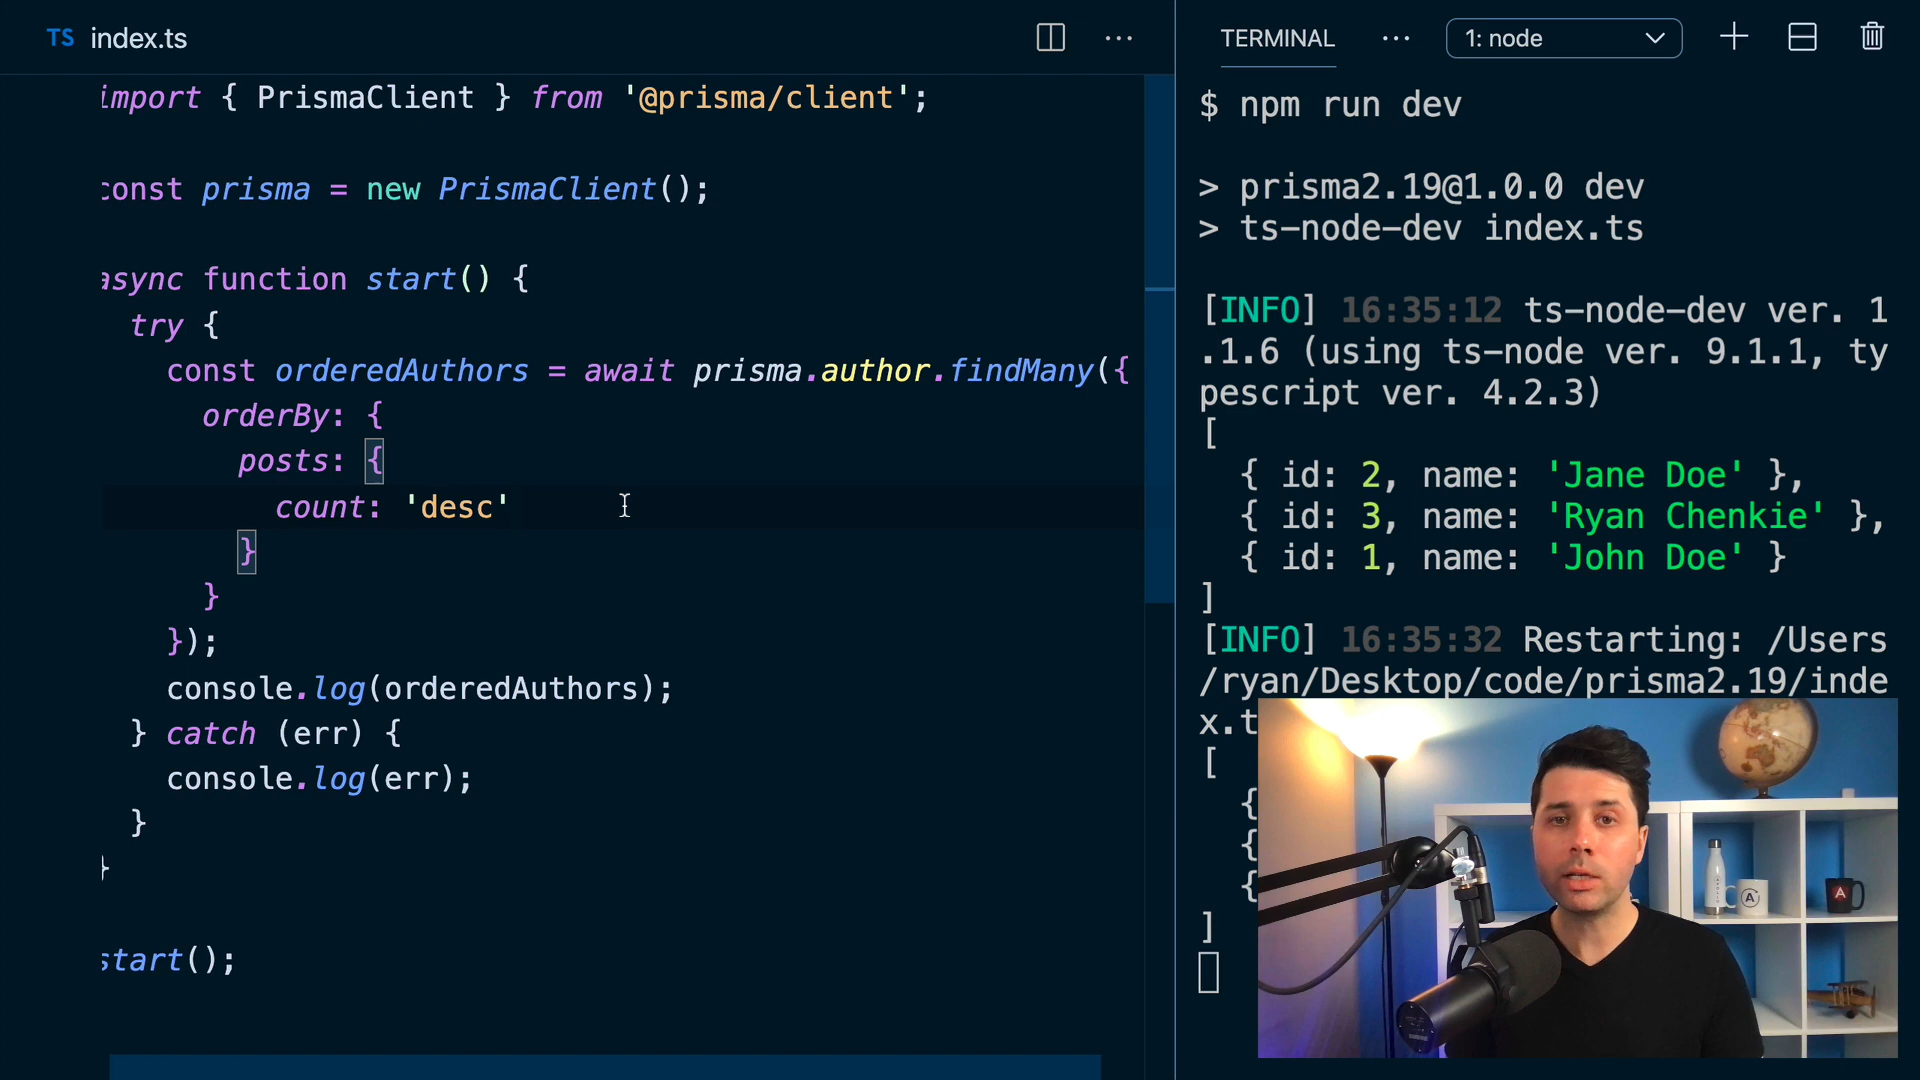 TS index.ts
import { PrismaClient } from '@prisma/client';
const prisma = new PrismaClient();
async function start() {
try {
const orderedAuthors = await prisma.author.findMany({
orderBy: {
posts: {
count: 'desc'
}
}
});
console.log(orderedAuthors);
} catch (err) {
console.log(err);
}
}
start();
TERMINAL
1: node
$ npm run dev
> prisma2.19@1.0.0 dev
> ts-node-dev index.ts
[INFO] 16:35:12 ts-node-dev ver. 1
.1.6 (using ts-node ver. 9.1.1, ty
pescript ver. 4.2.3)
[
{ id: 2, name: 'Jane Doe' },
{ id: 3, name: 'Ryan Chenkie' },
{ id: 1, name: 'John Doe' }
]
[INFO] 16:35:32 Restarting: /Users
/ryan/Desktop/code/prisma2.19/inde
x.t
[
{
{
{
]